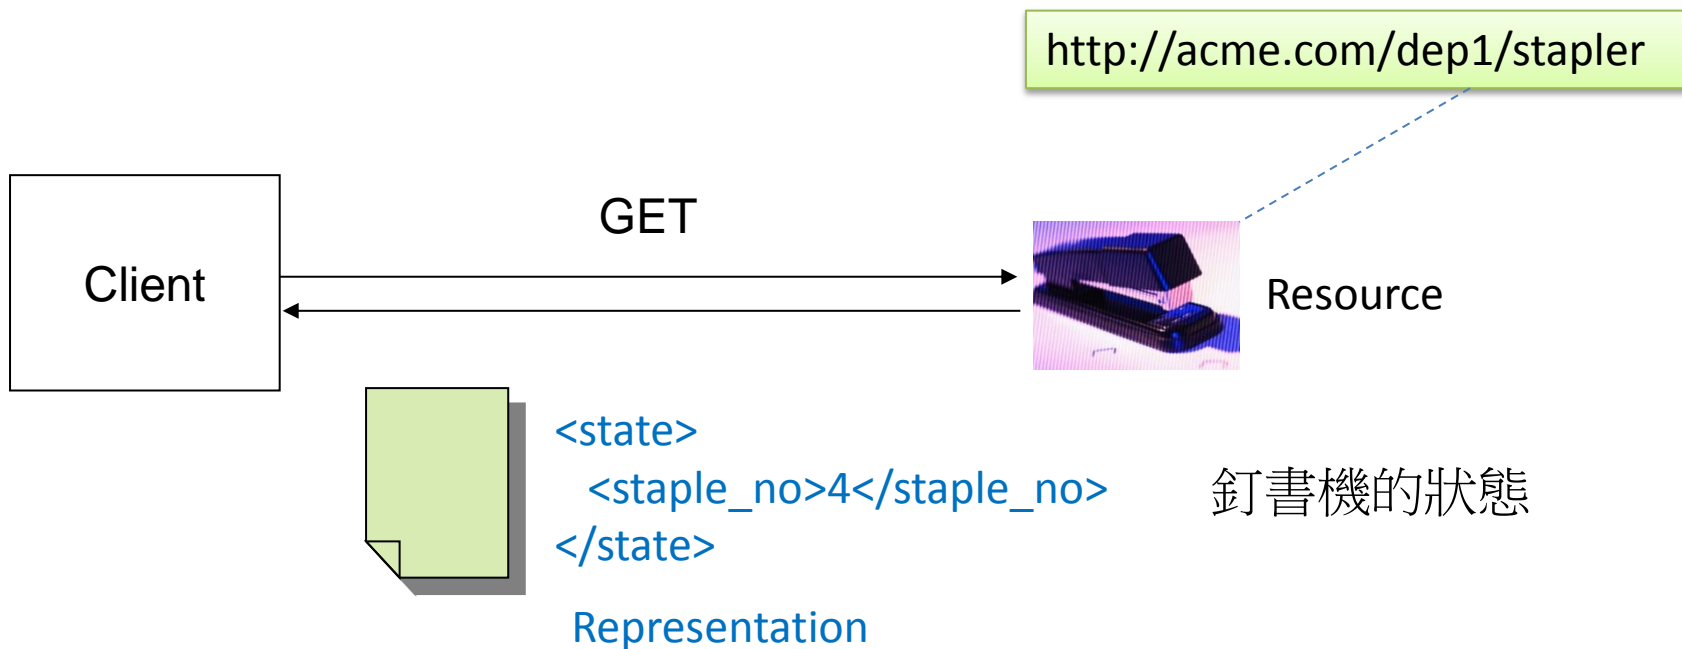 http://acme.com/dep1/stapler
GET
Client
Resource
<state>
<staple_no>4</staple_no>
</state>
釘書機的狀態
Representation